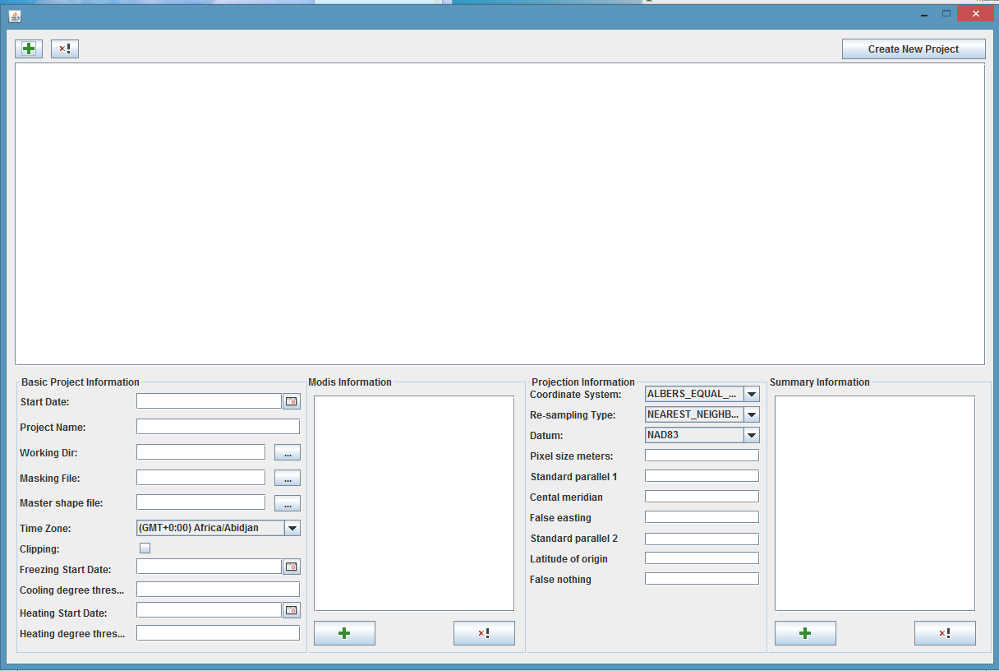 Create New Project
Basic Project Information
Start Date:
Project Name:
Working Dir:
...
Masking File:
...
Master shape file:
...
Time Zone:
(GMT+0:00) Africa/Abidjan
Clipping:
Freezing Start Date:
Cooling degree thres...
Heating Start Date:
Heating degree thres...
Modis Information
Projection Information
Coordinate System:
ALBERS_EQUAL_...
Re-sampling Type:
NEAREST_NEIGHB...
Datum:
NAD83
Pixel size meters:
Standard parallel 1
Cental meridian
False easting
Standard parallel 2
Latitude of origin
False nothing
Summary Information